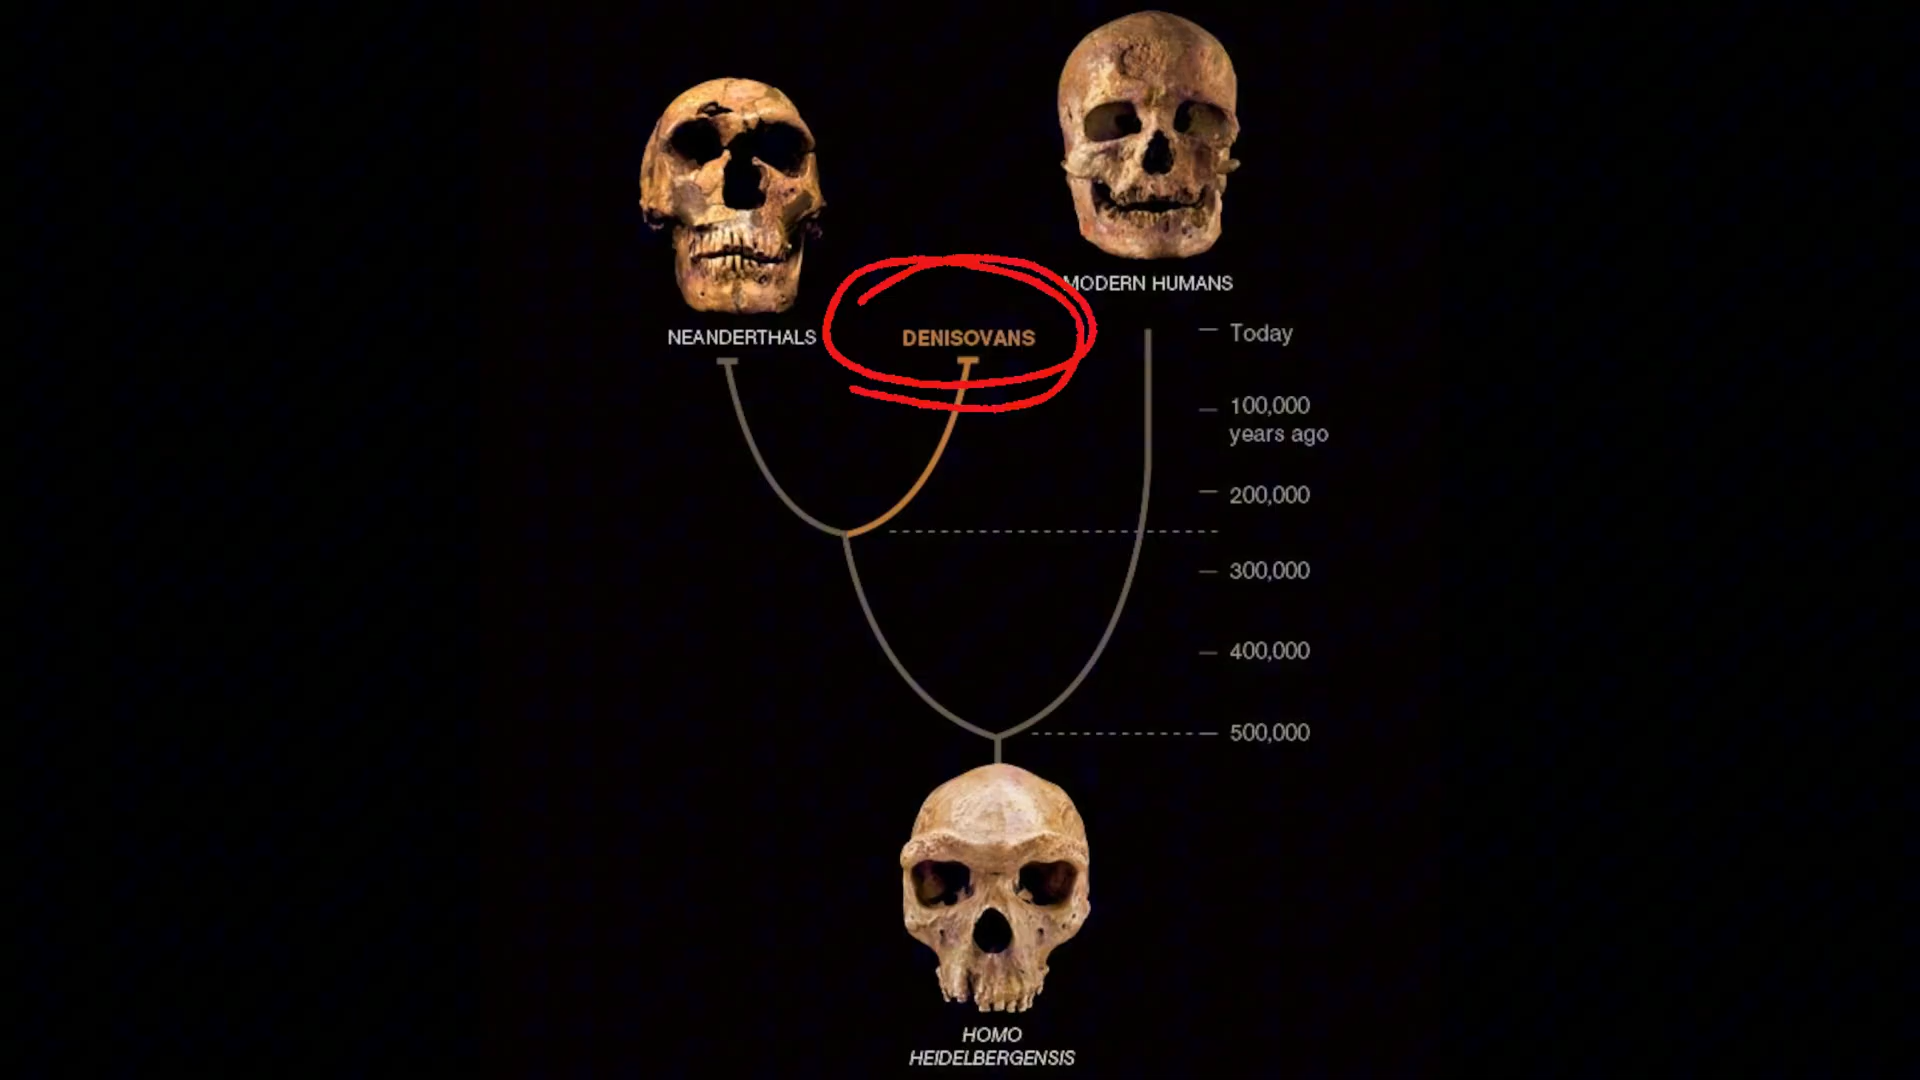 MODERN HUMANS
NEANDERTHALS
DENISOVANS
Today
100,000
years ago
200,000
300,000
400,000
500,000
HOMO
HEIDELBERGENSIS